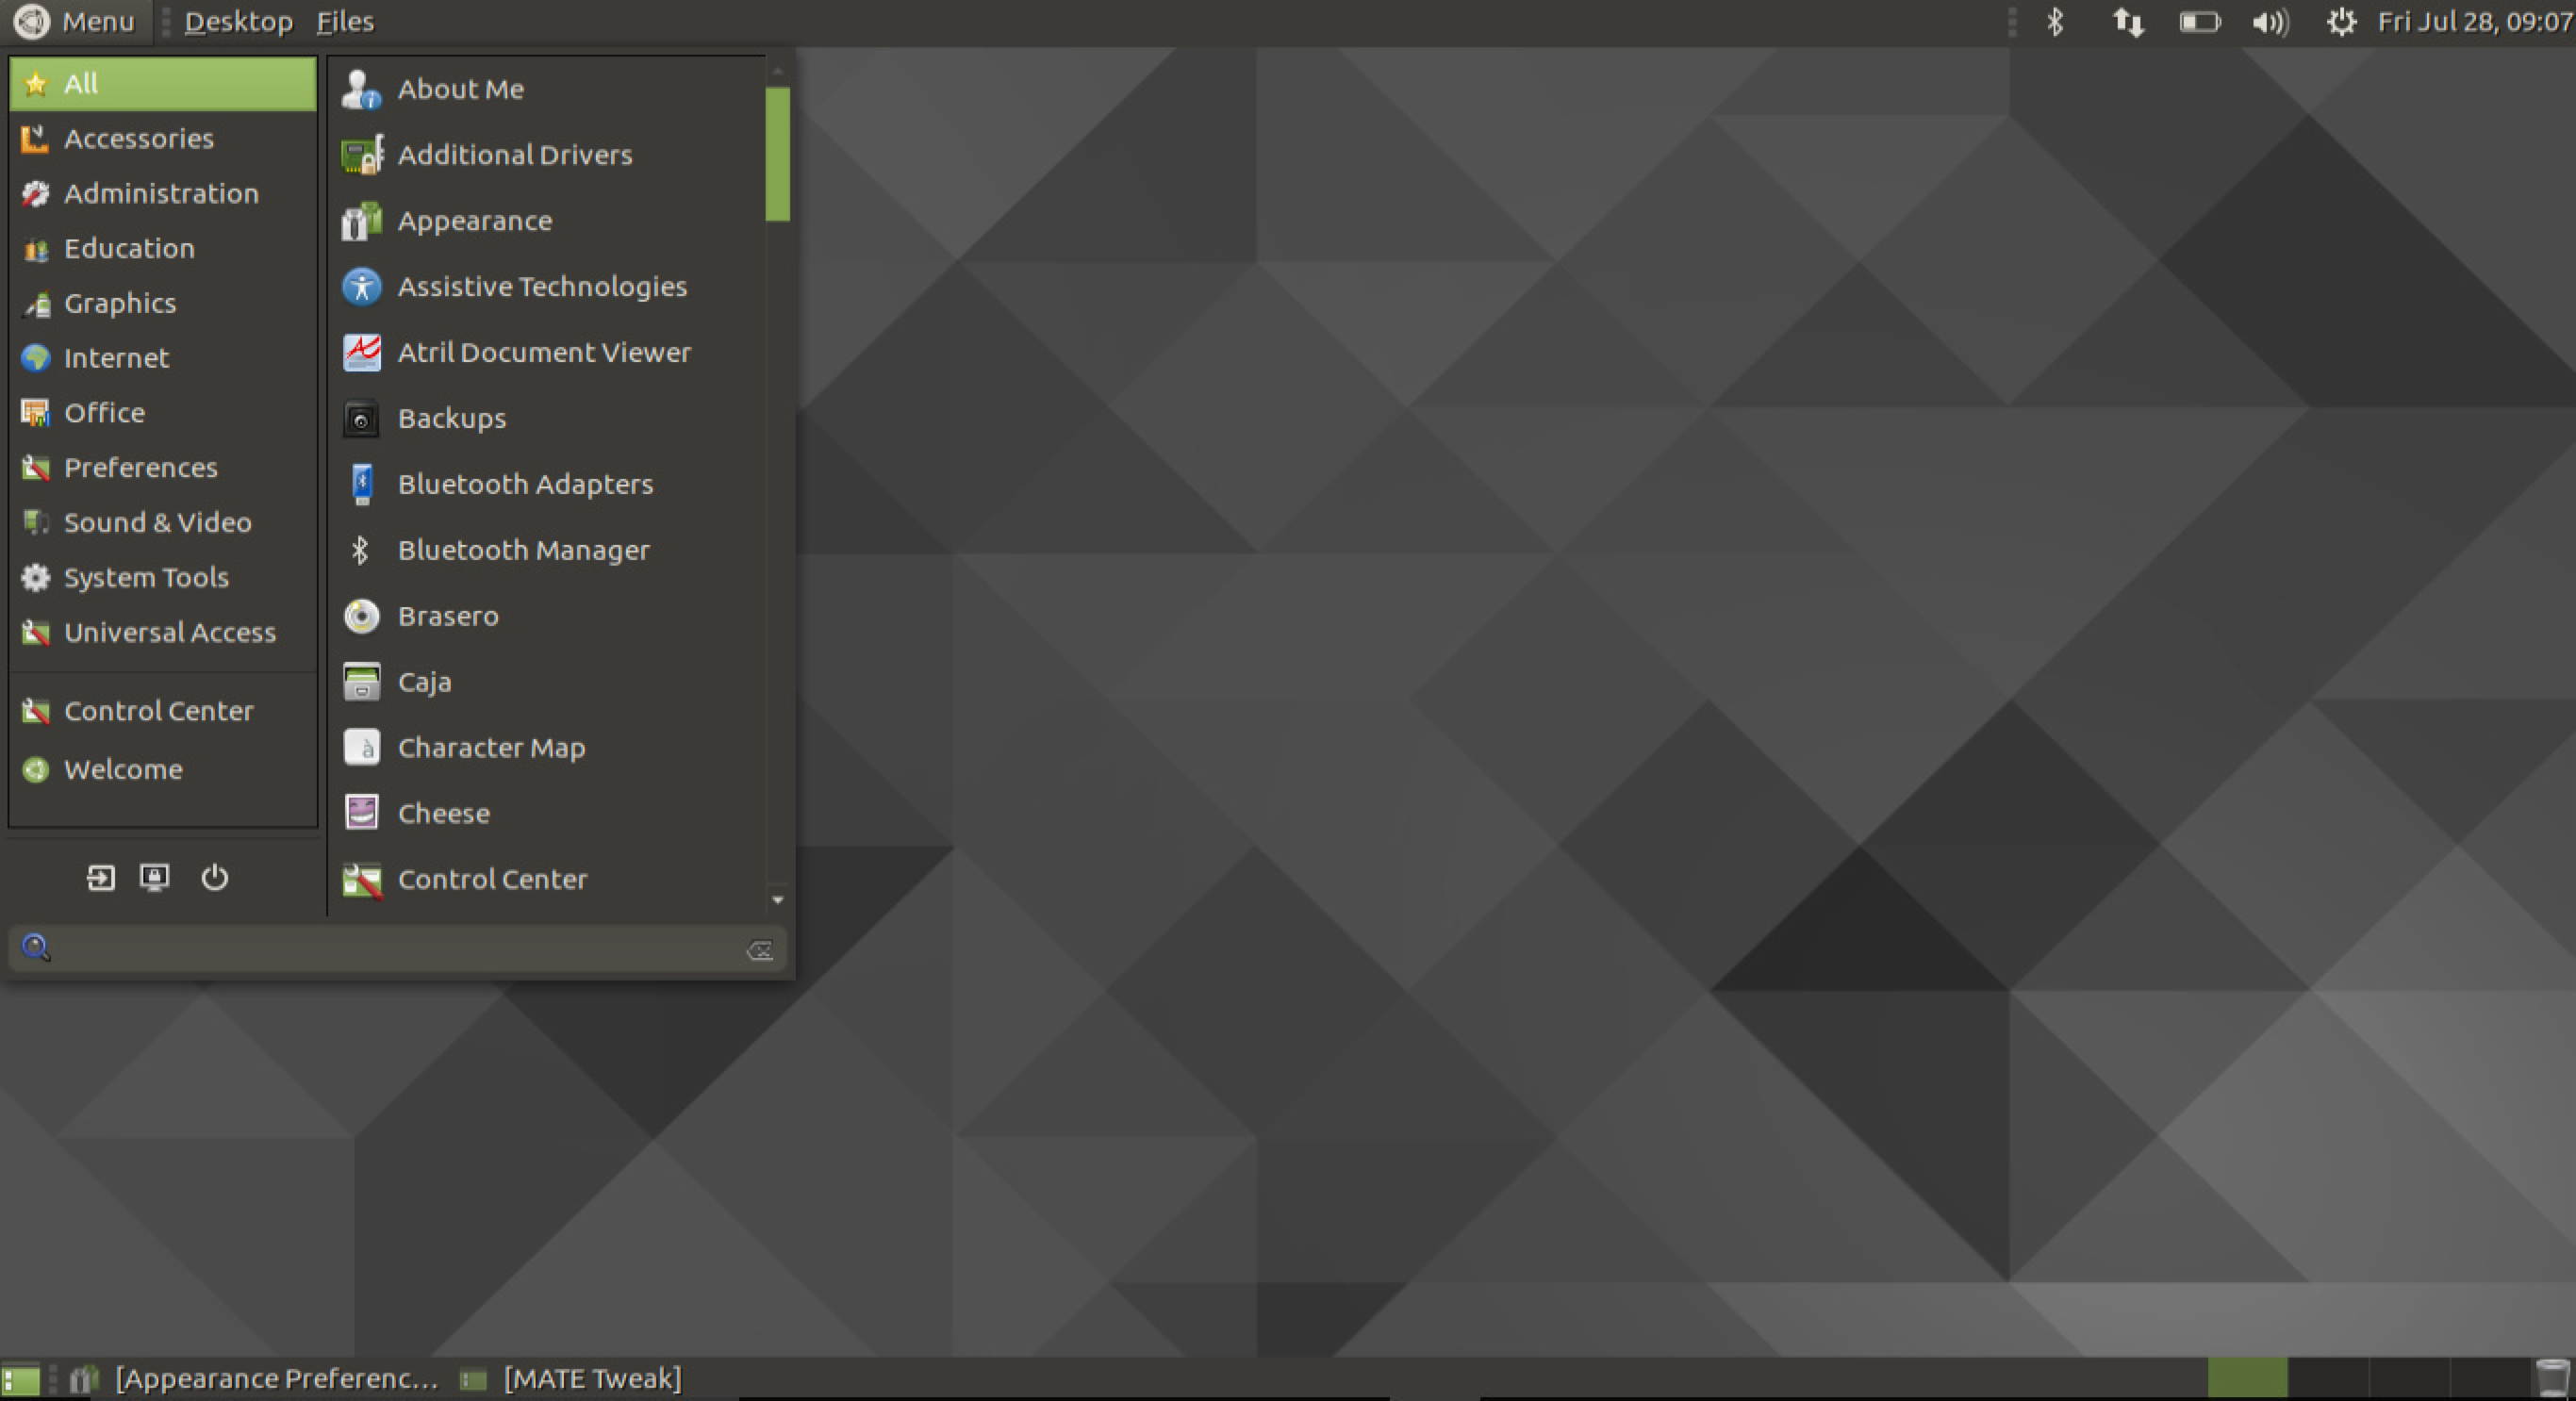 Menu Desktop Files Fri Jul 28, 09:07
All
Accessories
Administration
Education
Graphics
Internet
Office
Preferences
Sound & Video
System Tools
Universal Access
Control Center
Welcome
About Me
Additional Drivers
Appearance
Assistive Technologies
Atril Document Viewer
Backups
Bluetooth Adapters
Bluetooth Manager
Brasero
Caja
Character Map
Cheese
Control Center
[Appearance Preferenc... [MATE Tweak]